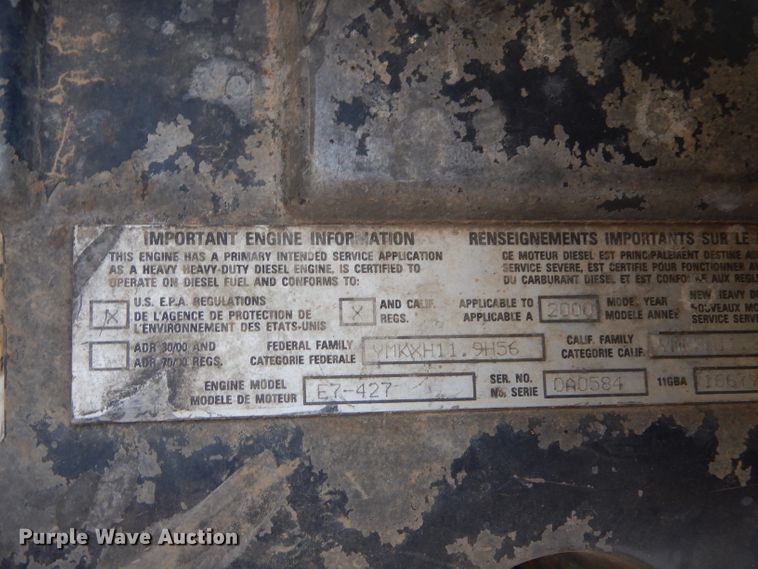 IMPORTANT ENGINE INFORMATION
THIS ENGINE HAS A PRIMARY INTENDED SERVICE APPLICATION
AS A HEAVY HEAVY-DUTY DIESEL ENGINE, IS CERTIFIED TO
OPERATE ON DIESEL FUEL AND CONFORMS TO:
RENSEIGNEMENTS IMPORTANTS SUR LE
CE MOTEUR DIESEL EST PRINCIPALEMENT DESTINE AU
SERVICE SEVERE, EST CERTIFIE POUR FONCTIONNER A
DU CARBURANT DIESEL ET EST CONFORME AUX REGLE
X U.S. E.P.A. REGULATIONS
DE L'AGENCE DE PROTECTION DE
L'ENVIRONNEMENT DES ETATS-UNIS
X AND CALIF.
REGS.
APPLICABLE TO
APPLICABLE A
2000
MODEL YEAR
MODELE ANNEE
NEW HEAVY D
NOUVEAUX MO
SERVICE SERVE
ADR 30/00 AND
ADR 70/00 REGS.
FEDERAL FAMILY
CATEGORIE FEDERALE
YMKXH11.9H56
CALIF. FAMILY
CATEGORIE CALIF.
ENGINE MODEL
MODELE DE MOTEUR
E7-427
SER. NO.
No. SERIE
0A0584
11GBA
1667
Purple Wave Auction